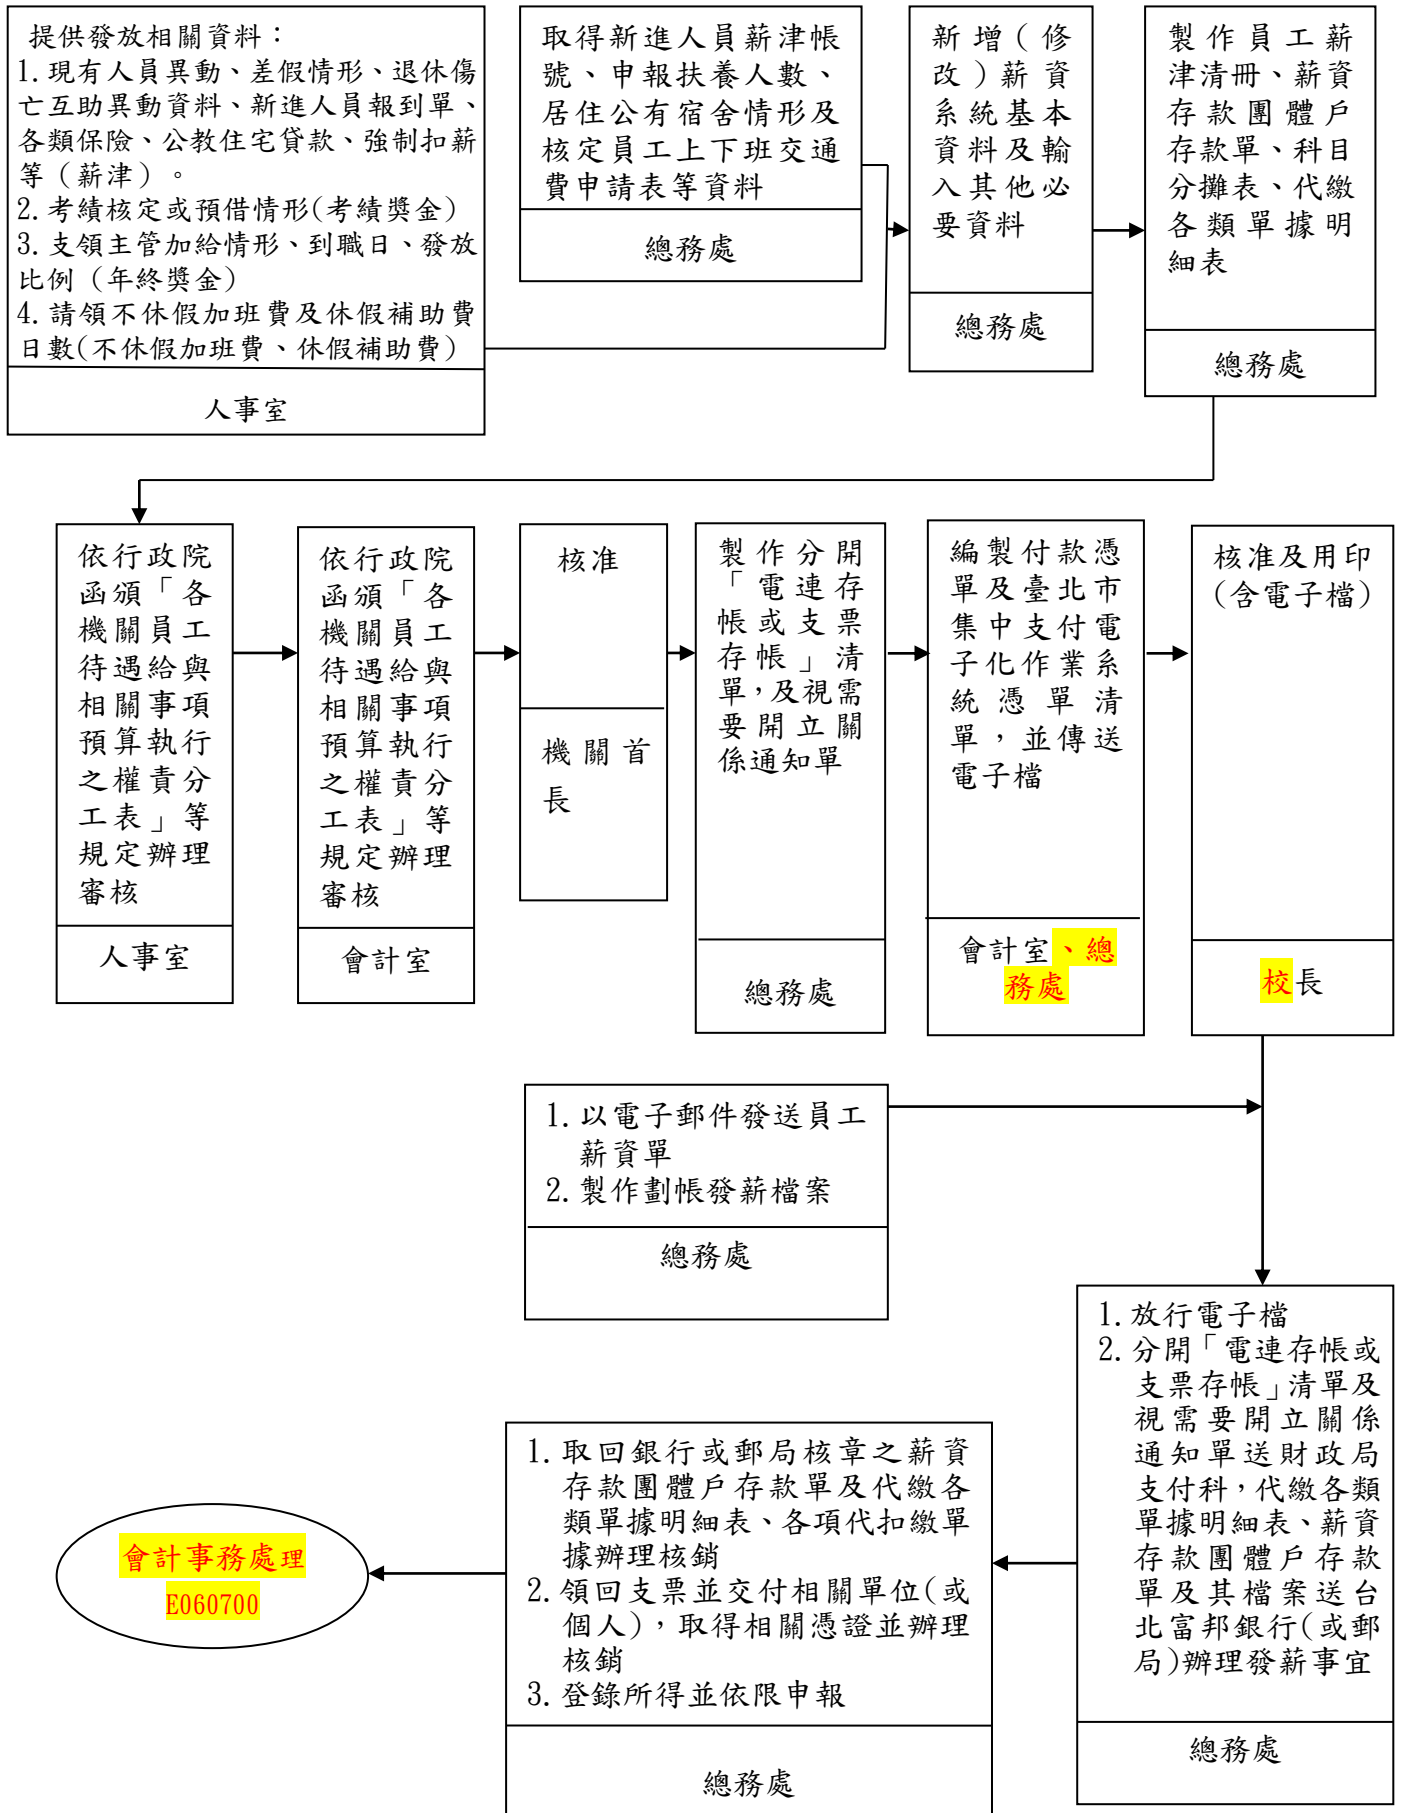 提供發放相關資料：
1.現有人員異動、差假情形、退休傷
亡互助異動資料、新進人員報到單、
各類保險、公教住宅貸款、強制扣薪
等（薪津）。
2.考績核定或預借情形(考績獎金)
3.支領主管加給情形、到職日、發放
比例（年終獎金)
4.請領不休假加班費及休假補助費
日數(不休假加班費、休假補助費)
人事室
取得新進人員薪津帳
號、申報扶養人數、
居住公有宿舍情形及
核定員工上下班交通
費申請表等資料
總務處
新增（修
改）薪資
系統基本
資料及輸
入其他必
要資料
總務處
製作員工薪
津清冊、薪資
存款團體戶
存款單、科目
分攤表、代繳
各類單據明
細表
總務處
依行政院
函頒「各
機關員工
待遇給與
相關事項
預算執行
之權責分
工表」等
規定辦理
審核
人事室
依行政院
函頒「各
機關員工
待遇給與
相關事項
預算執行
之權責分
工表」等
規定辦理
審核
會計室
核准
機關首
長
製作分開
「電連存
帳或支票
存帳」清
單，及視需
要開立關
係通知單
總務處
編製付款憑
單及臺北市
集中支付電
子化作業系
統憑單清
單，並傳送
電子檔
會計室、總
務處
核准及用印
(含電子檔)
校長
1.以電子郵件發送員工
薪資單
2.製作劃帳發薪檔案
總務處
1.放行電子檔
2.分開「電連存帳或
支票存帳」清單及
視需要開立關係
通知單送財政局
支付科，代繳各類
單據明細表、薪資
存款團體戶存款
單及其檔案送台
北富邦銀行(或郵
局)辦理發薪事宜
總務處
1.取回銀行或郵局核章之薪資
存款團體戶存款單及代繳各
類單據明細表、各項代扣繳單
據辦理核銷
2.領回支票並交付相關單位(或
個人)，取得相關憑證並辦理
核銷
3.登錄所得並依限申報
總務處
會計事務處理
E060700